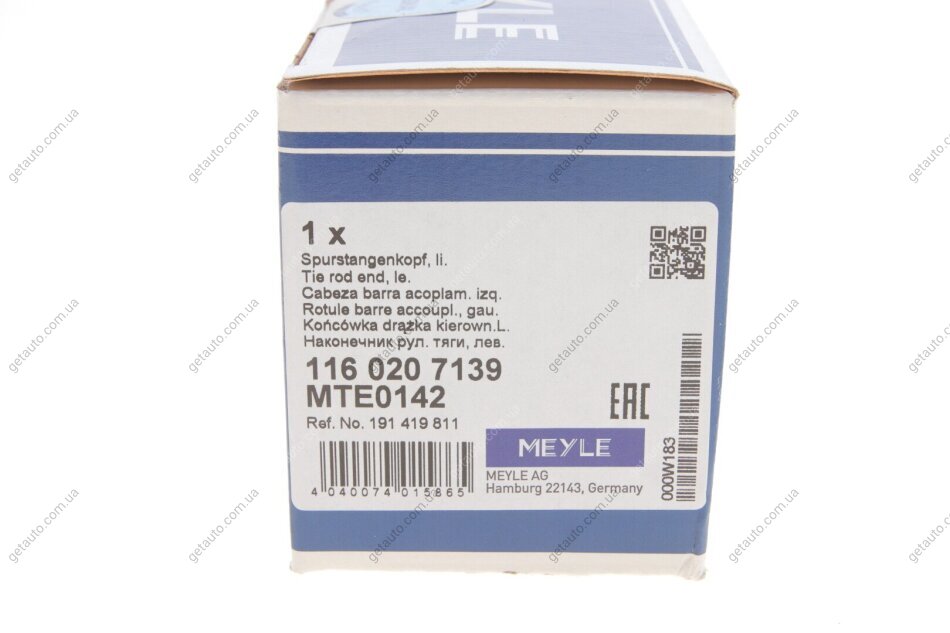 YLE
1 x
Spurstangenkopf, li.
Tie rod end, le.
Cabeza barra acoplam. izq.
Rotule barre accoupl., gau.
Końcówka drążka kierown.L.
Наконечник рул. тяги, лев.
116 020 7139
MTE0142
EAC
Ref. No. 191 419 811
MEYLE
MEYLE AG
Hamburg 22143, Germany
4 040074 015865
000W183
getauto.com.ua